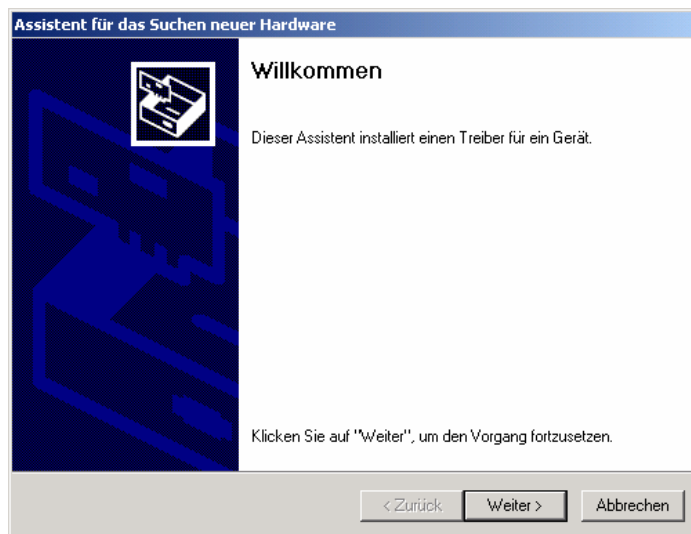 Assistent für das Suchen neuer Hardware
Willkommen
Dieser Assistent installiert einen Treiber für ein Gerät.
Klicken Sie auf "Weiter", um den Vorgang fortzusetzen.
< Zurück
Weiter >
Abbrechen